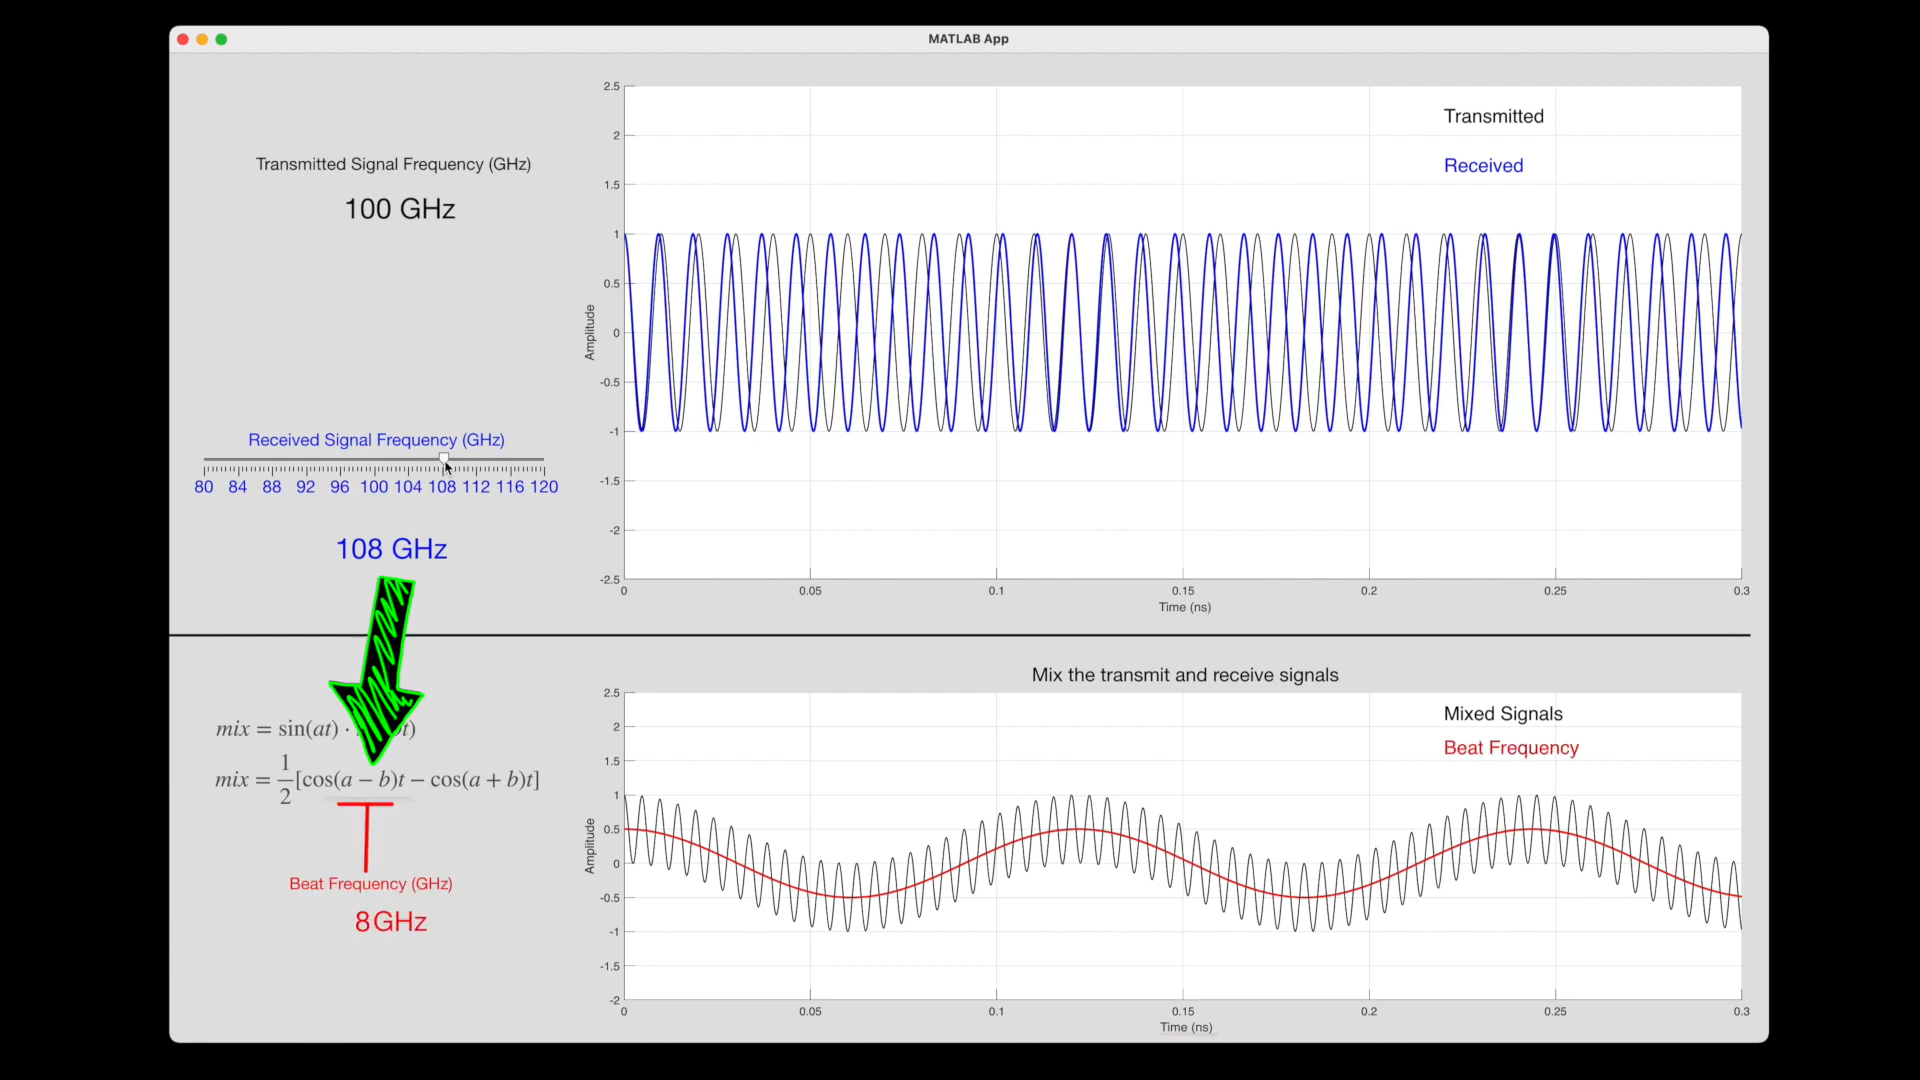 MATLAB App
Transmitted Signal Frequency (GHz)
100 GHz
Received Signal Frequency (GHz)
80 84 88 92 96 100 104 108 112 116 120
108 GHz
2.5
2
1.5
1
0.5
0
-0.5
-1
-1.5
-2
-2.5
Amplitude
Transmitted
Received
0 0.05 0.1 0.15 0.2 0.25 0.3
Time (ns)
mix = sin(at) · t)
mix = 1/2[cos(a − b)t − cos(a + b)t]
Beat Frequency (GHz)
8GHz
Mix the transmit and receive signals
2.5
2
1.5
1
0.5
0
-0.5
-1
-1.5
-2
Amplitude
Mixed Signals
Beat Frequency
0 0.05 0.1 0.15 0.2 0.25 0.3
Time (ns)